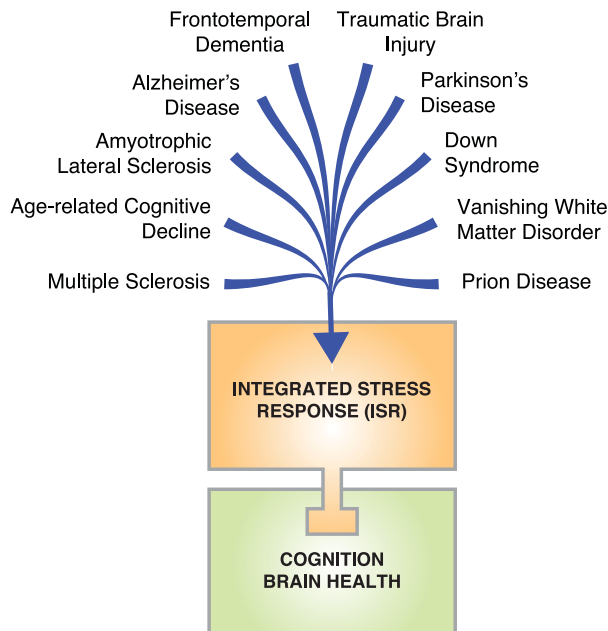 Frontotemporal
Dementia
Traumatic Brain
Injury
Alzheimer's
Disease
Parkinson's
Disease
Amyotrophic
Lateral Sclerosis
Down
Syndrome
Age-related Cognitive
Decline
Vanishing White
Matter Disorder
Multiple Sclerosis
Prion Disease
INTEGRATED STRESS
RESPONSE (ISR)
COGNITION
BRAIN HEALTH